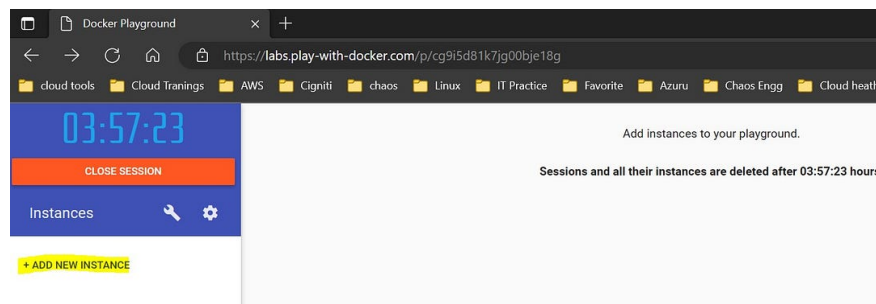 Docker Playground
https://labs.play-with-docker.com/p/cg9i5d81k7jg00bje18g
cloud tools Cloud Tranings AWS Cigniti chaos Linux IT Practice Favorite Azuru Chaos Engg Cloud heath
03:57:23
CLOSE SESSION
Instances
+ ADD NEW INSTANCE
Add instances to your playground.
Sessions and all their instances are deleted after 03:57:23 hours